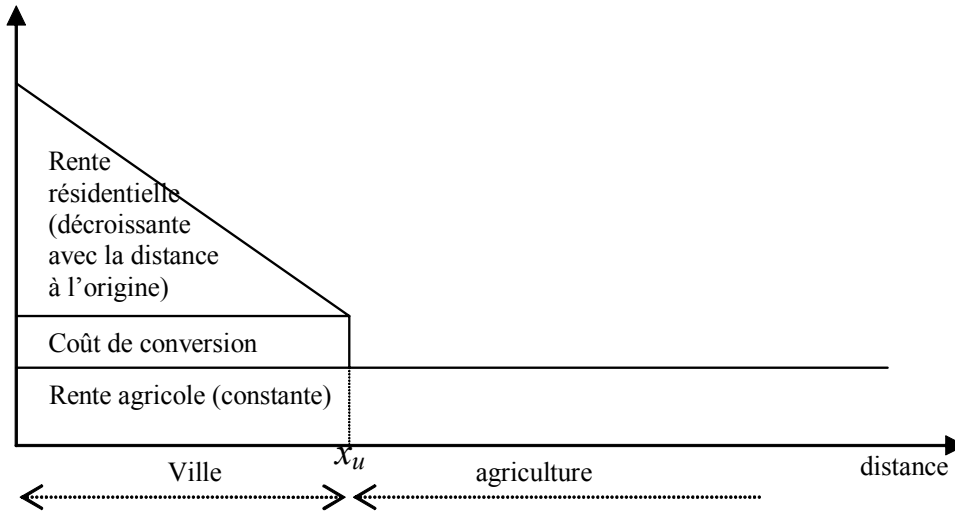 Rente
résidentielle
(décroissante
avec la distance
à l’origine)
Coût de conversion
Rente agricole (constante)
x_u
distance
Ville
agriculture